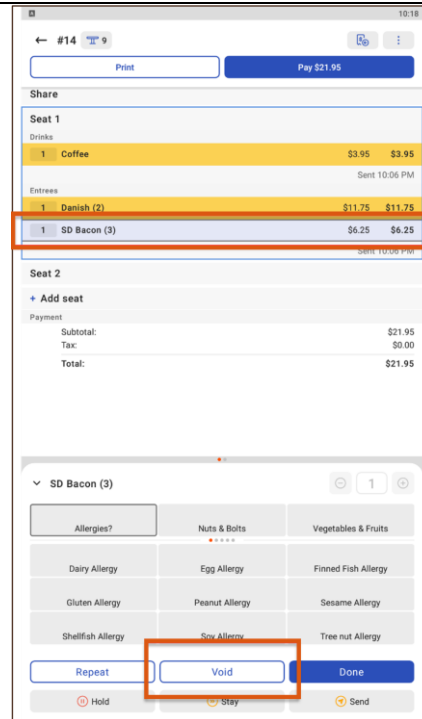 10:18
← #14 9
Print Pay $21.95
Share
Seat 1
Drinks
1 Coffee $3.95 $3.95
Sent 10:06 PM
Entrees
1 Danish (2) $11.75 $11.75
1 SD Bacon (3) $6.25 $6.25
Sent 10:06 PM
Seat 2
+ Add seat
Payment
Subtotal: $21.95
Tax: $0.00
Total: $21.95
SD Bacon (3) 1
Allergies? Nuts & Bolts Vegetables & Fruits
Dairy Allergy Egg Allergy Finned Fish Allergy
Gluten Allergy Peanut Allergy Sesame Allergy
Shellfish Allergy Soy Allergy Tree nut Allergy
Repeat Void Done
Hold Stay Send